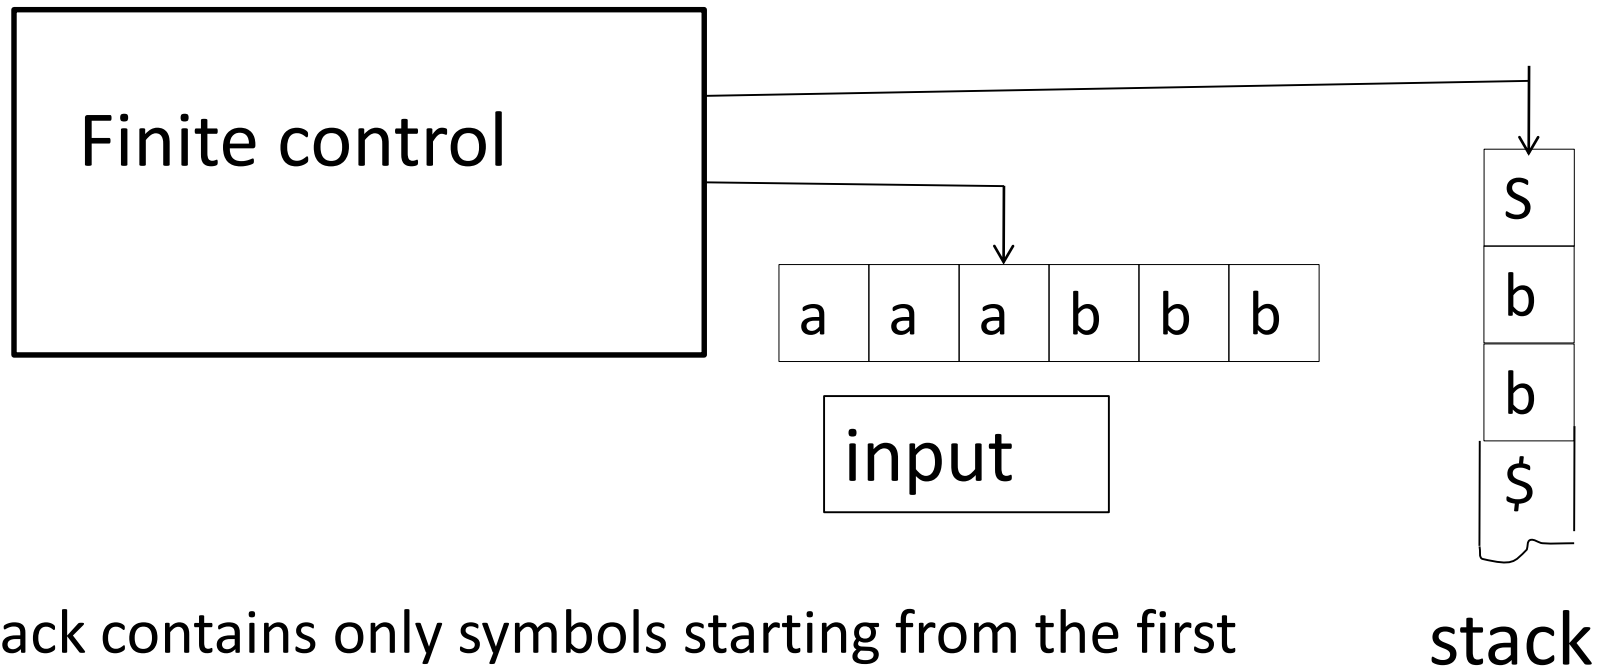 Finite control
S
a a a b b b
b
b
input
$
ack contains only symbols starting from the first
stack